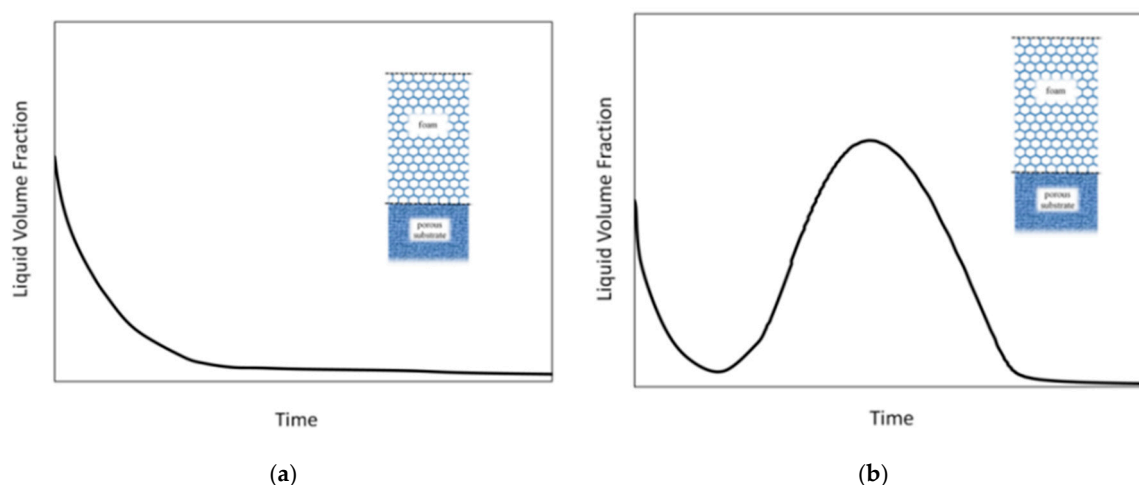 Liquid Volume Fraction
foam
porous
substrate
Time
(a)
Liquid Volume Fraction
foam
porous
substrate
Time
(b)